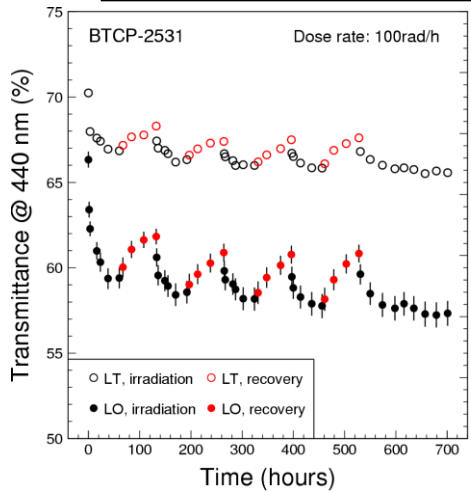 BTCP-2531 Dose rate: 100rad/h
Transmittance @ 440 nm (%)
75
70
65
60
55
50
LT, irradiation LT, recovery
LO, irradiation LO, recovery
0 100 200 300 400 500 600 700
Time (hours)